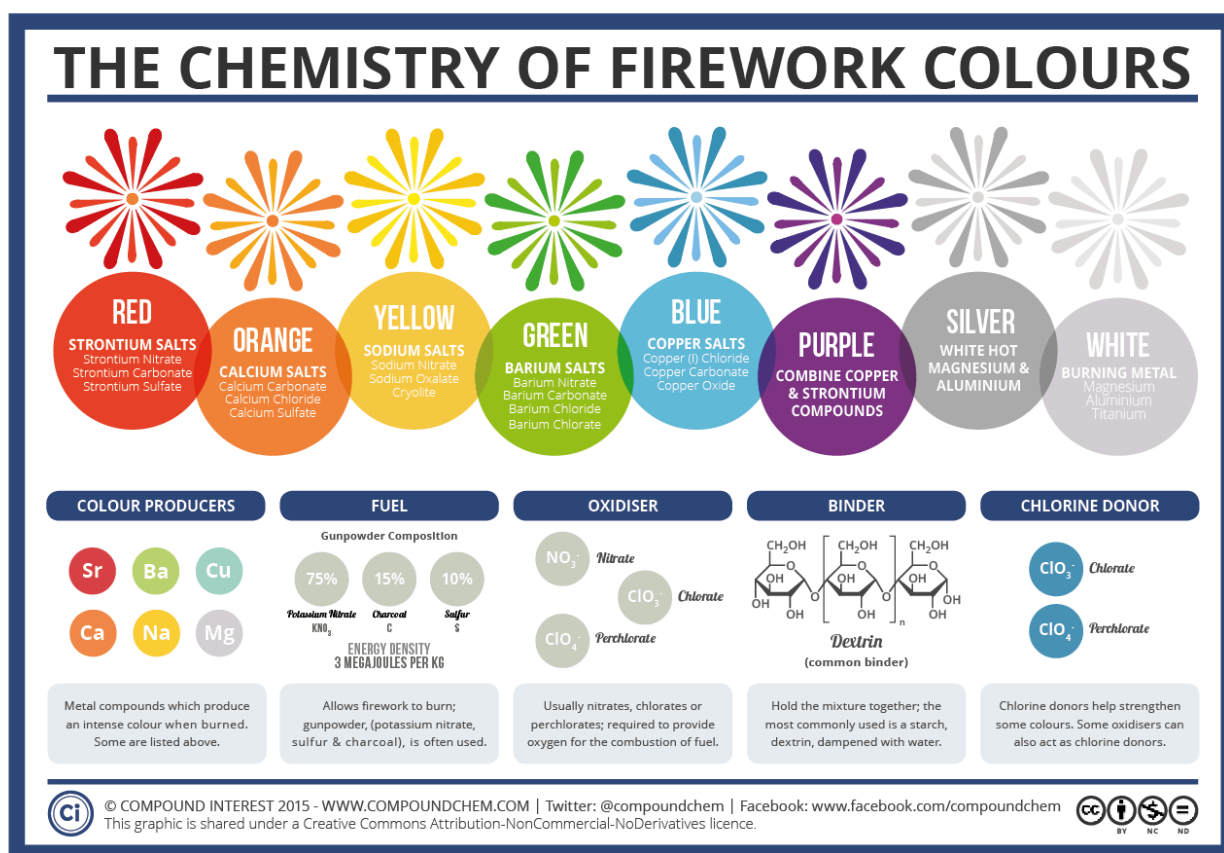 THE CHEMISTRY OF FIREWORK COLOURS
RED
STRONTIUM SALTS
Strontium Nitrate
Strontium Carbonate
Strontium Sulfate
ORANGE
CALCIUM SALTS
Calcium Carbonate
Calcium Chloride
Calcium Sulfate
YELLOW
SODIUM SALTS
Sodium Nitrate
Sodium Oxalate
Cryolite
GREEN
BARIUM SALTS
Barium Nitrate
Barium Carbonate
Barium Chloride
Barium Chlorate
BLUE
COPPER SALTS
Copper (I) Chloride
Copper Carbonate
Copper Oxide
PURPLE
COMBINE COPPER
& STRONTIUM
COMPOUNDS
SILVER
WHITE HOT
MAGNESIUM &
ALUMINIUM
WHITE
BURNING METAL
Magnesium
Aluminium
Titanium
COLOUR PRODUCERS
Sr Ba Cu
Ca Na Mg
Metal compounds which produce
an intense colour when burned.
Some are listed above.
FUEL
Gunpowder Composition
75% 15% 10%
Potassium Nitrate Charcoal Sulfur
KNO₃ C S
ENERGY DENSITY
3 MEGAJOULES PER KG
Allows firework to burn;
gunpowder, (potassium nitrate,
sulfur & charcoal), is often used.
OXIDISER
NO₃⁻ Nitrate
ClO₃⁻ Chlorate
ClO₄⁻ Perchlorate
Usually nitrates, chlorates or
perchlorates; required to provide
oxygen for the combustion of fuel.
BINDER
CH₂OH CH₂OH CH₂OH
O O O
OH OH OH
OH O O OH
OH OH OH
n
Dextrin
(common binder)
Hold the mixture together; the
most commonly used is a starch,
dextrin, dampened with water.
CHLORINE DONOR
ClO₃⁻ Chlorate
ClO₄⁻ Perchlorate
Chlorine donors help strengthen
some colours. Some oxidisers can
also act as chlorine donors.
Ci
© COMPOUND INTEREST 2015 - WWW.COMPOUNDCHEM.COM | Twitter: @compoundchem | Facebook: www.facebook.com/compoundchem
This graphic is shared under a Creative Commons Attribution-NonCommercial-NoDerivatives licence.
cc $ =
BY NC ND